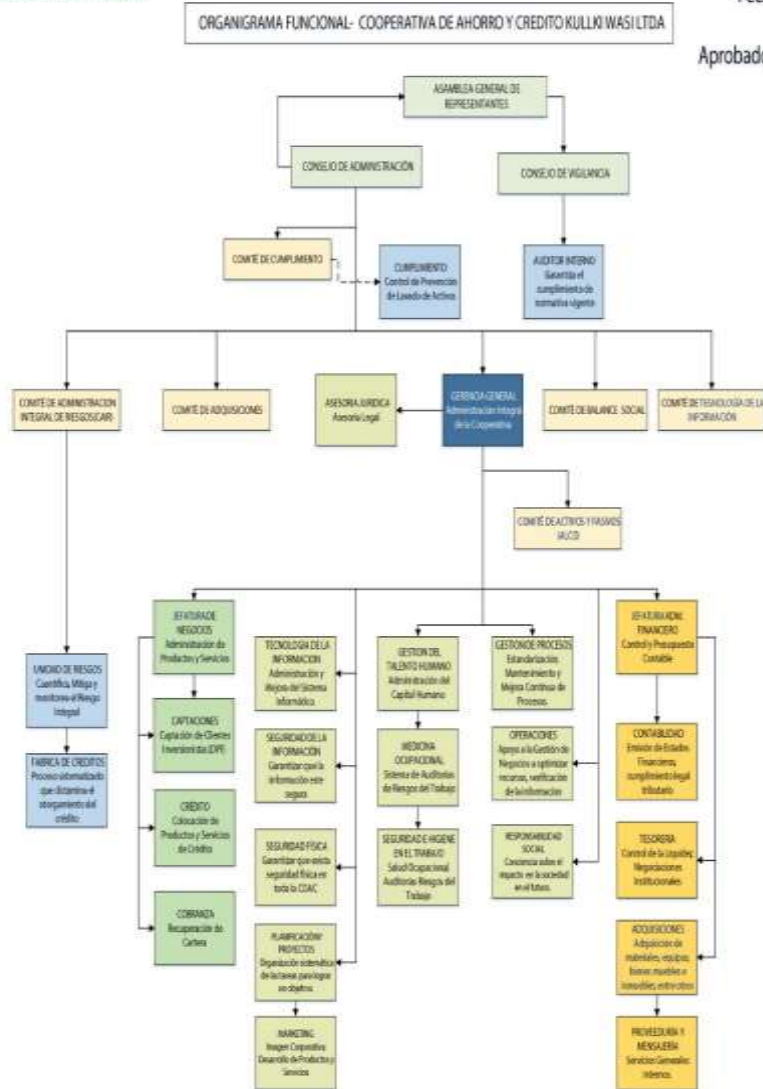 ORGANIGRAMA FUNCIONAL- COOPERATIVA DE AHORRO Y CREDITO KULLKI WASI LTDA
Aprobado
ASAMBLEA GENERAL DE
REPRESENTANTES
CONSEJO DE ADMINISTRACIÓN
CONSEJO DE VIGILANCIA
COMITÉ DE CUMPLIMIENTO
CUMPLIMIENTO
Control de Prevención
de Lavado de Activos
AUDITOR INTERNO
Garantiza el
cumplimiento de
normativa vigente
COMITÉ DE ADMINISTRACION
INTEGRAL DE RIESGOS(CAIR)
COMITÉ DE ADQUISICIONES
ASESORIA JURIDICA
Asesoría Legal
GERENCIA GENERAL
Administración Integral
de la Cooperativa
COMITÉ DE BALANCE SOCIAL
COMITÉ DE TECNOLOGÍA DE LA
INFORMACIÓN
COMITÉ DE ACTIVOS Y PASIVOS
(ALCO)
JEFATURA DE
NEGOCIOS
Administración de
Productos y Servicios
TECNOLOGIA DE LA
INFORMACION
Administración y
Mejora del Sistema
Informático.
GESTION DEL
TALENTO HUMANO
Administración del
Capital Humano
GESTION DE PROCESOS
Estandarización,
Mantenimiento y
Mejora Continua de
Procesos.
JEFATURA ADM.
FINANCIERO
Control y Presupuesto
Contable
UNIDAD DE RIESGOS
Mitiga y
monitorea el Riesgo
Integral
CAPTACIONES
Captación de Clientes
Inversionistas (DPF)
SEGURIDAD DE LA
INFORMACIÓN
Garantizar que la
información este
segura
MEDICINA
OCUPACIONAL
Sistema de Auditorias
de Riesgos del Trabajo
OPERACIONES
Apoyo a la Gestión de
Negocios a optimizar
recursos, verificación
de la información
CONTABILIDAD
Emisión de Estados
Financieros,
cumplimiento legal
tributario
FABRICA DE CREDITOS
Proceso sistematizado
que dictamina el
otorgamiento del
crédito
CRÉDITO
Colocación de
Productos y Servicios
de Crédito
SEGURIDAD FÍSICA
Garantizar que exista
seguridad física en
toda la COAC
SEGURIDAD E HIGIENE
EN EL TRABAJO
Salud Ocupacional
Auditorías Riesgos del
Trabajo
RESPONSABILIDAD
SOCIAL
Conciencia sobre el
impacto en la sociedad
en el futuro.
TESORERIA
Control de la Liquidez,
Negociaciones
Institucionales
COBRANZA
Recuperación de
Cartera
PLANIFICACIÓN Y
PROYECTOS
Organización sistemática
de las tareas para lograr
un objetivo.
ADQUISICIONES
Adquisición de
materiales, equipos,
bienes muebles e
inmuebles, entre otros
MARKETING
Imagen Corporativa
Desarrollo de Productos y
Servicios
PROVEEDURIA Y
MENSAJERÍA
Servicios Generales
Internos.